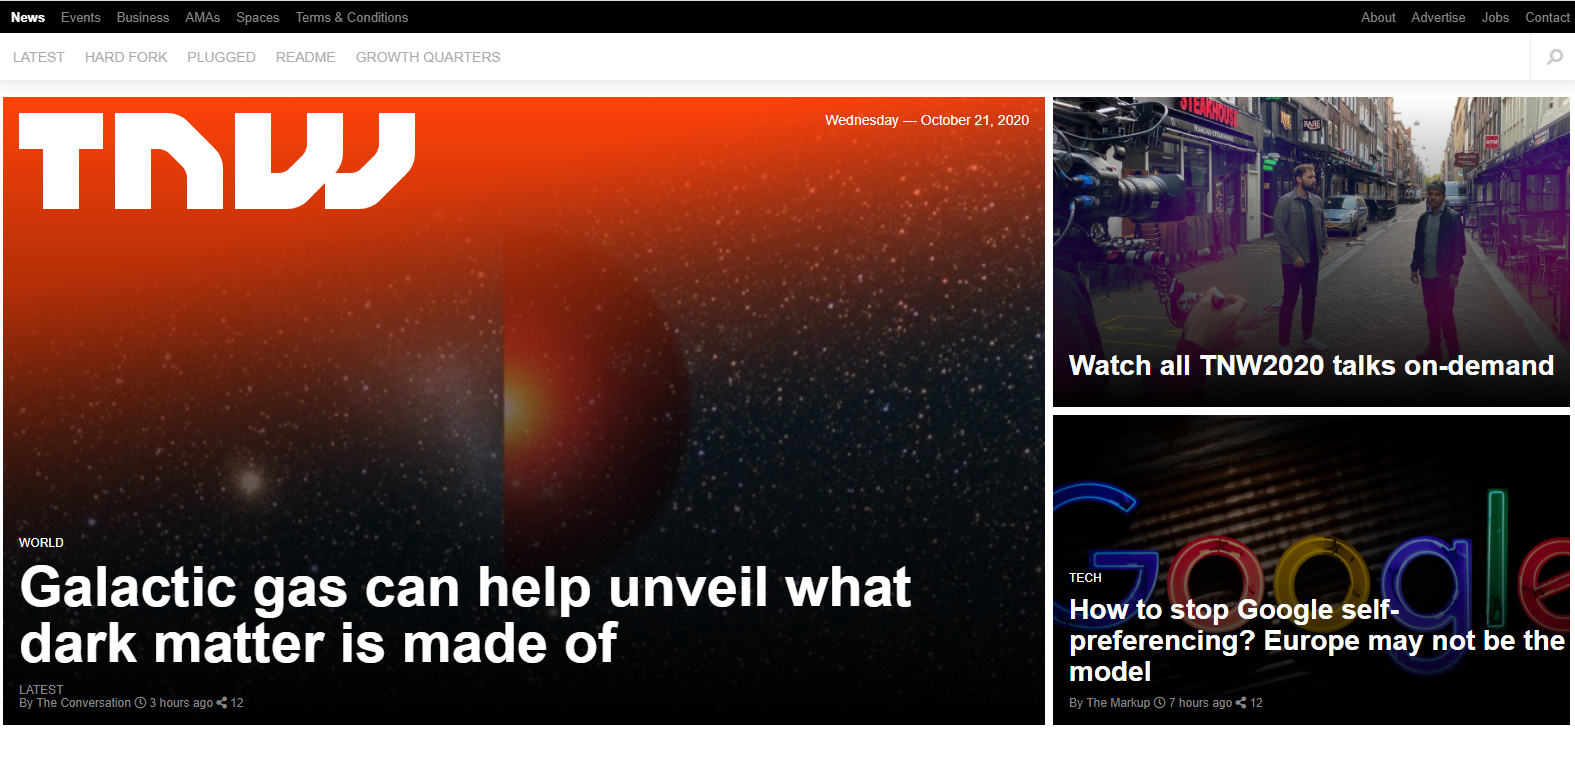 News Events Business AMAs Spaces Terms & Conditions About Advertise Jobs Contact
LATEST HARD FORK PLUGGED README GROWTH QUARTERS
TNW
Wednesday — October 21, 2020
WORLD
Galactic gas can help unveil what
dark matter is made of
LATEST
By The Conversation 3 hours ago 12
STEAKHOUSE
ATM
Watch all TNW2020 talks on-demand
Google
TECH
How to stop Google self-
preferencing? Europe may not be the
model
By The Markup 7 hours ago 12